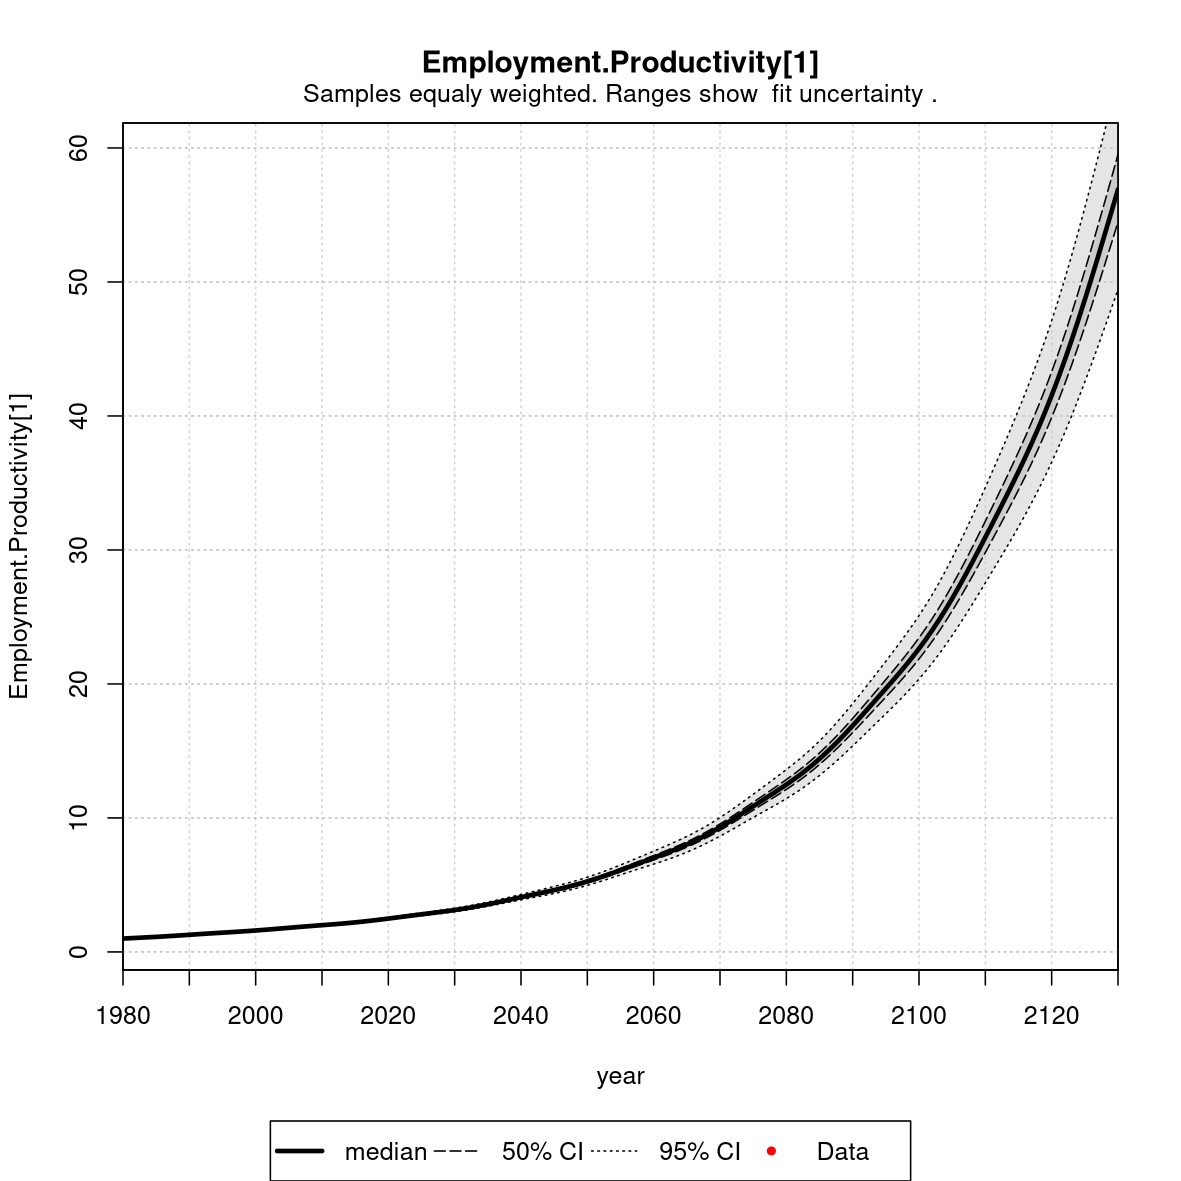 Employment.Productivity[1]
Samples equaly weighted. Ranges show  fit uncertainty .
Employment.Productivity[1]
60
50
40
30
20
10
0
1980 2000 2020 2040 2060 2080 2100 2120
year
median 50% CI 95% CI Data